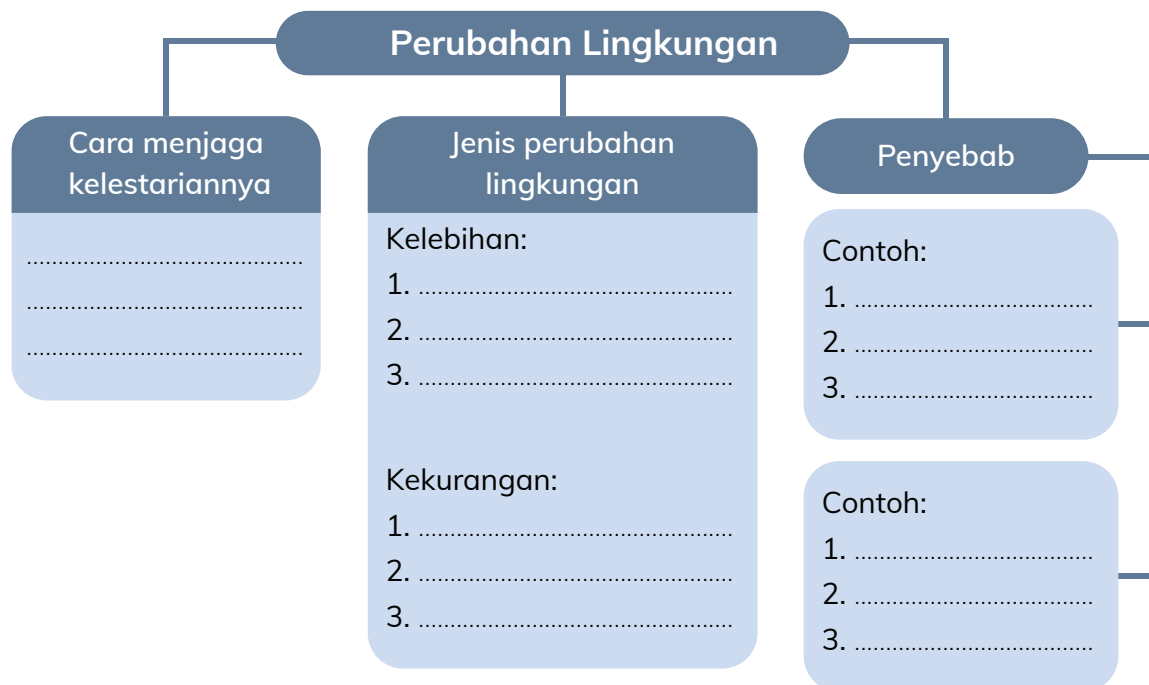 Perubahan Lingkungan
Cara menjaga
kelestariannya
............................................
............................................
............................................
Jenis perubahan
lingkungan
Kelebihan:
1. ..................................................
2. ..................................................
3. ..................................................
Kekurangan:
1. ..................................................
2. ..................................................
3. ..................................................
Penyebab
Contoh:
1. ......................................
2. ......................................
3. ......................................
Contoh:
1. ......................................
2. ......................................
3. ......................................